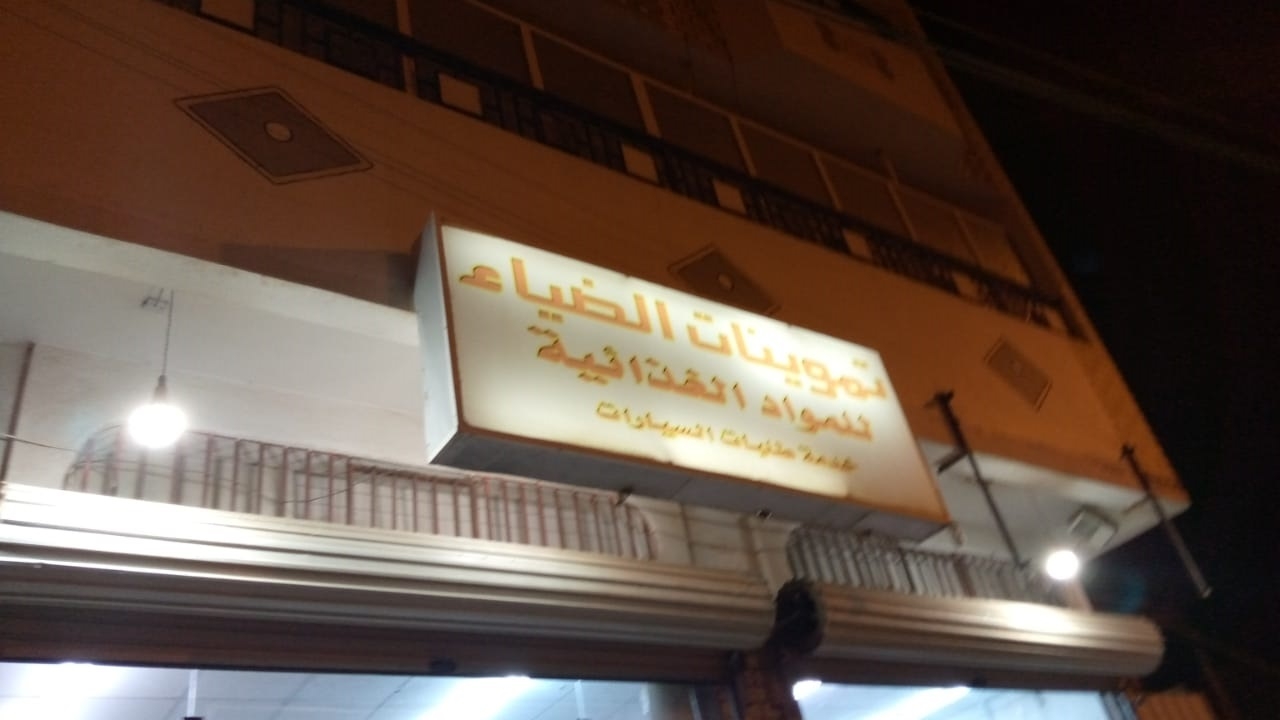 تموينات الضياء
للمواد الغذائية
خدمة طلبات السيارات